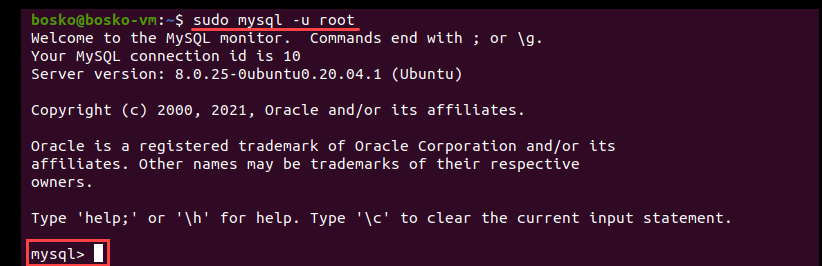 bosko@bosko-vm:~$ sudo mysql -u root
Welcome to the MySQL monitor.  Commands end with ; or \g.
Your MySQL connection id is 10
Server version: 8.0.25-0ubuntu0.20.04.1 (Ubuntu)
Copyright (c) 2000, 2021, Oracle and/or its affiliates.
Oracle is a registered trademark of Oracle Corporation and/or its
affiliates. Other names may be trademarks of their respective
owners.
Type 'help;' or '\h' for help. Type '\c' to clear the current input statement.
mysql>